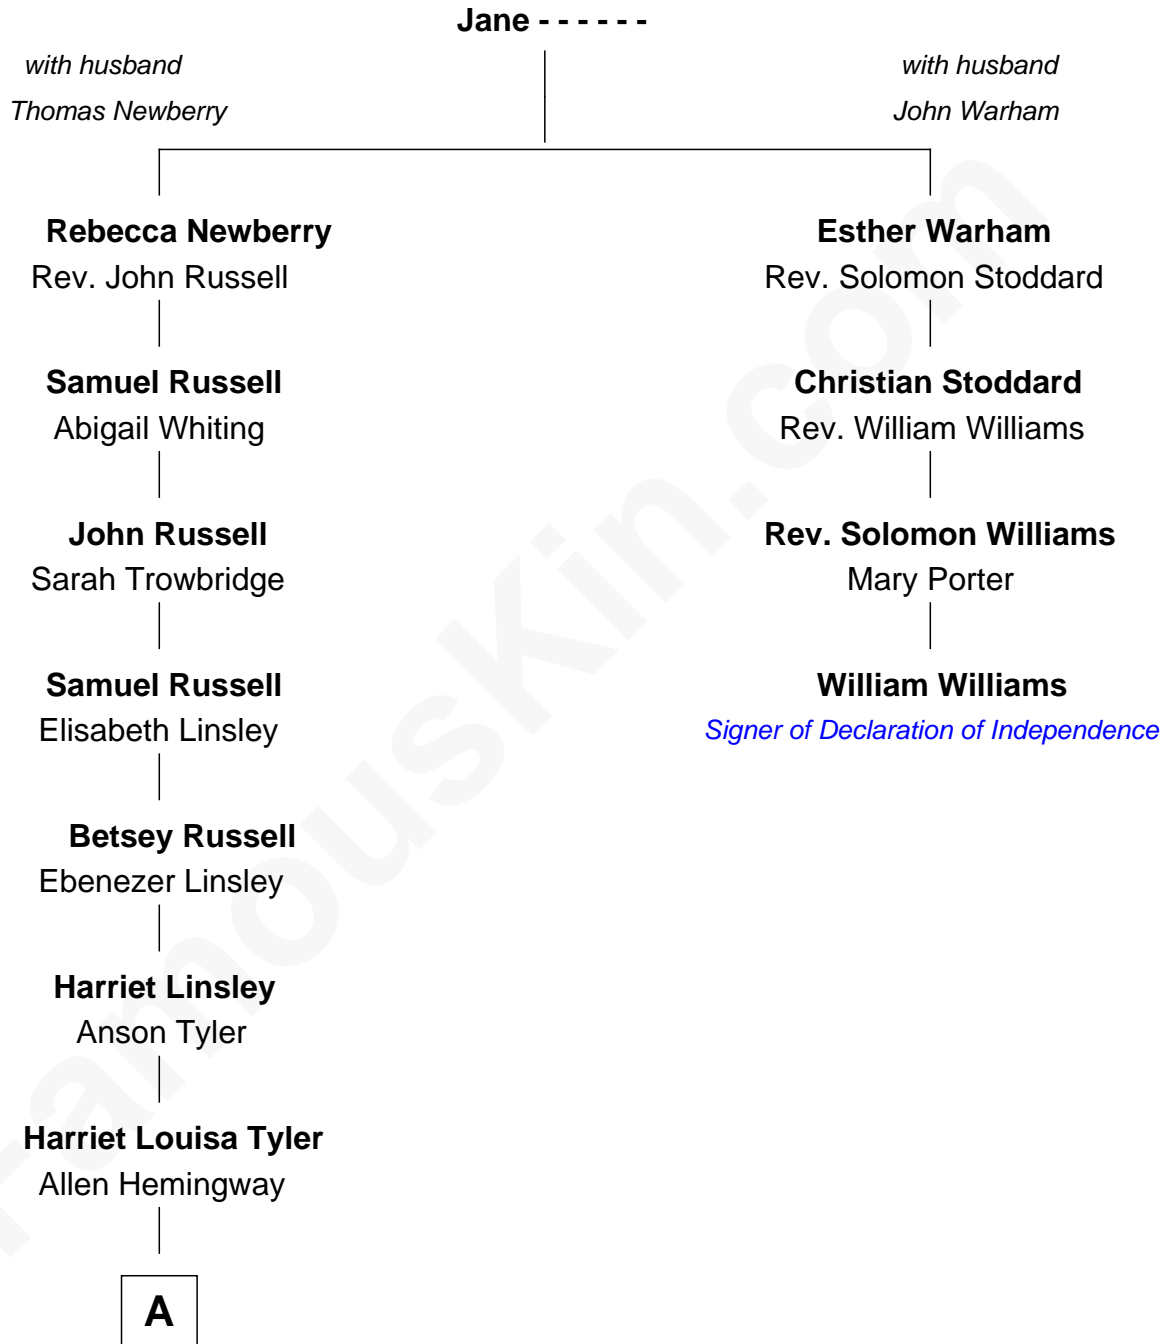 Jane - - - - - -
with husband
Thomas Newberry
with husband
John Warham
Rebecca Newberry
Rev. John Russell
Esther Warham
Rev. Solomon Stoddard
Samuel Russell
Abigail Whiting
Christian Stoddard
Rev. William Williams
John Russell
Sarah Trowbridge
Rev. Solomon Williams
Mary Porter
Samuel Russell
Elisabeth Linsley
William Williams
Signer of Declaration of Independence
Betsey Russell
Ebenezer Linsley
Harriet Linsley
Anson Tyler
Harriet Louisa Tyler
Allen Hemingway
A
FamousKin.com